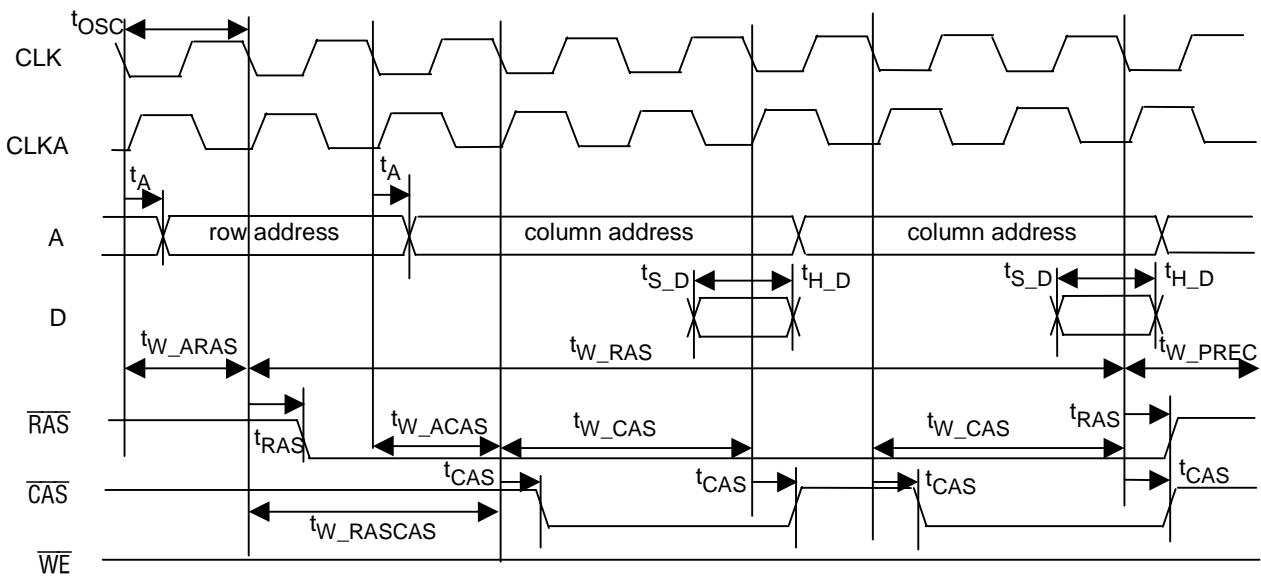 tOSC
CLK
CLKA
tA tA
A row address column address column address
tS_D tH_D tS_D tH_D
D
tW_ARAS tW_RAS tW_PREC
RAS tRAS tW_ACAS tW_CAS tW_CAS tRAS
CAS tCAS tCAS tCAS tCAS
tW_RASCAS
WE